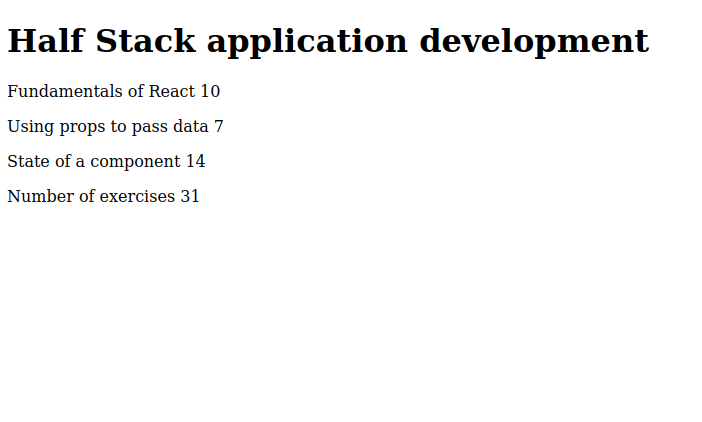 Half Stack application development
Fundamentals of React 10
Using props to pass data 7
State of a component 14
Number of exercises 31